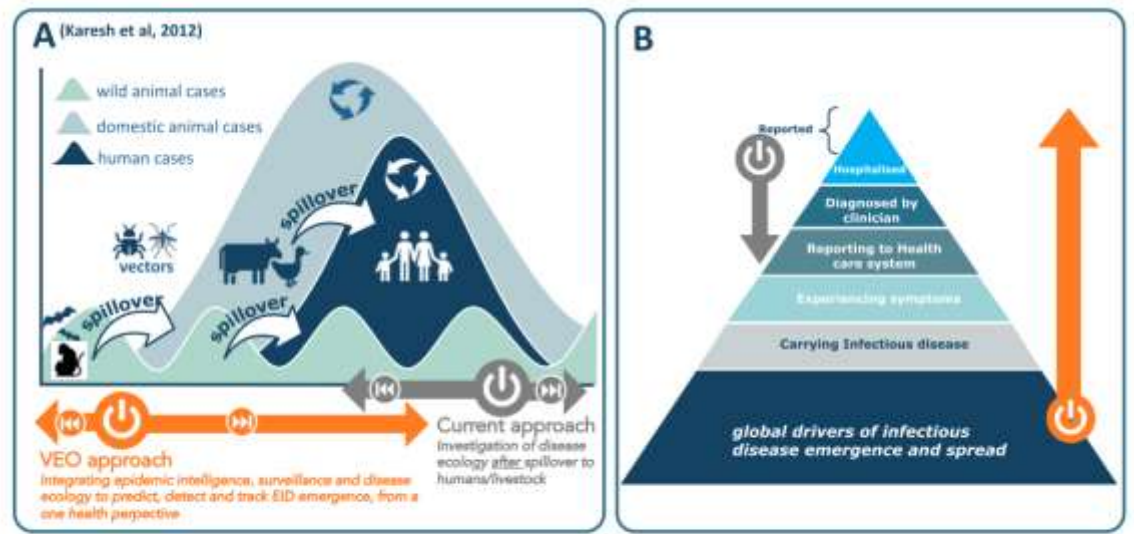 A (Karesh et al, 2012)
wild animal cases
domestic animal cases
human cases
vectors
spillover
spillover
spillover
VEO approach
Integrating epidemic intelligence, surveillance and disease
ecology to predict, detect and track EID emergence, from a
one health perpective
Current approach
Investigation of disease
ecology after spillover to
humans/livestock
B
Reported
Hospitalised
Diagnosed by
clinician
Reporting to Health
care system
Experiencing symptoms
Carrying Infectious disease
global drivers of infectious
disease emergence and spread